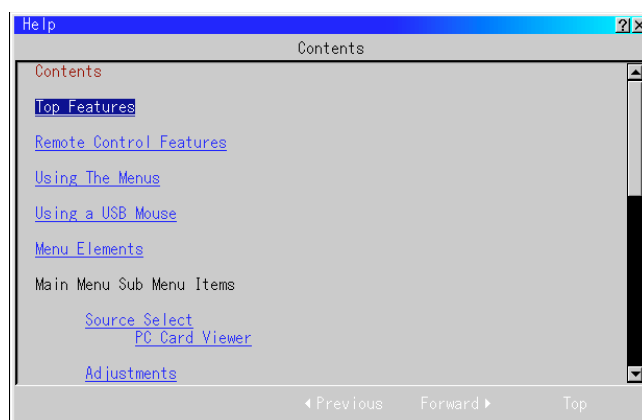 Help
Contents
Contents
Top Features
Remote Control Features
Using The Menus
Using a USB Mouse
Menu Elements
Main Menu Sub Menu Items
Source Select
PC Card Viewer
Adjustments
Previous Forward Top